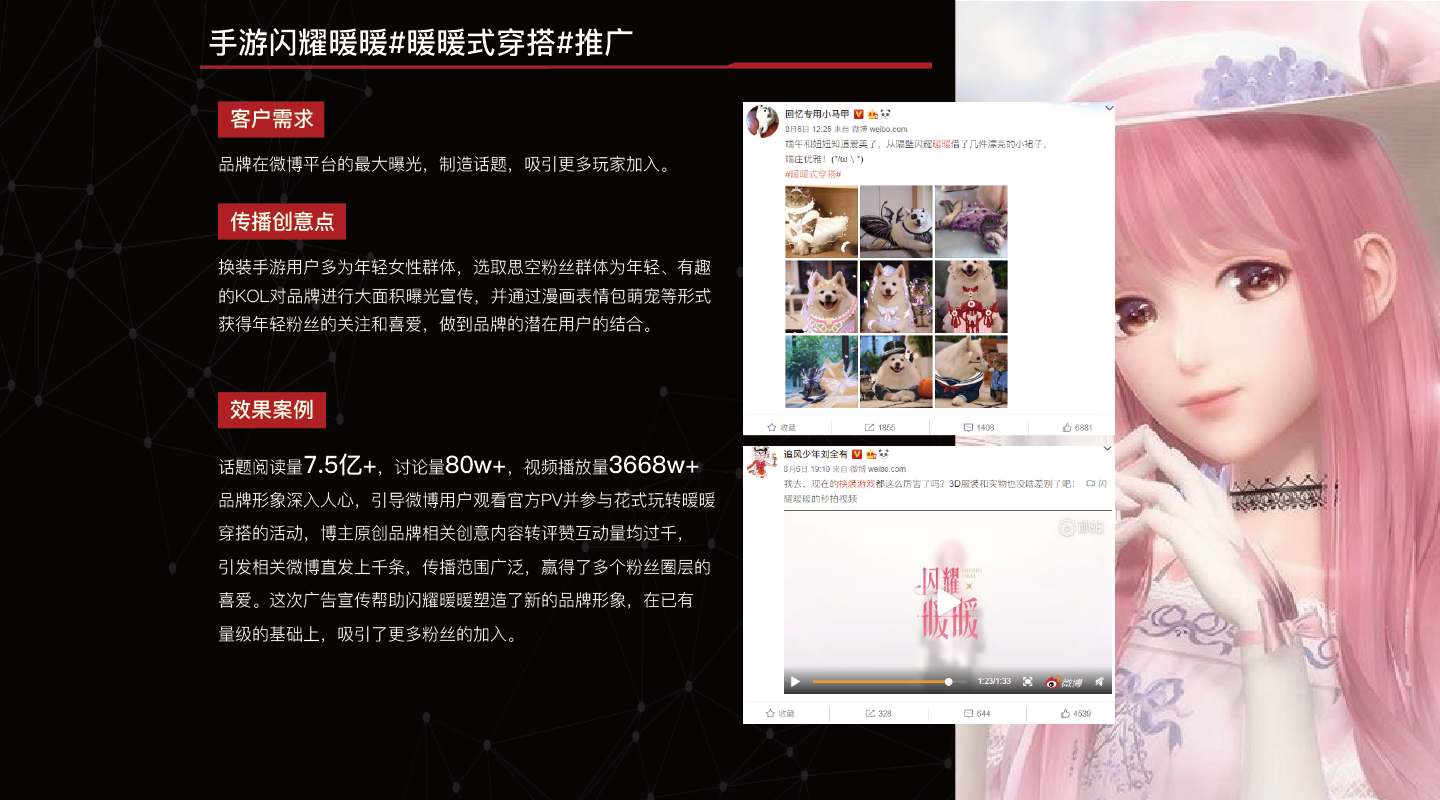 手游闪耀暖暖#暖暖式穿搭#推广
客户需求
品牌在微博平台的最大曝光，制造话题，吸引更多玩家加入。
传播创意点
换装手游用户多为年轻女性群体，选取思空粉丝群体为年轻、有趣
的KOL对品牌进行大面积曝光宣传，并通过漫画表情包萌宠等形式
获得年轻粉丝的关注和喜爱，做到品牌的潜在用户的结合。
效果案例
话题阅读量7.5亿+，讨论量80w+，视频播放量3668w+
品牌形象深入人心，引导微博用户观看官方PV并参与花式玩转暖暖
穿搭的活动，博主原创品牌相关创意内容转评赞互动量均过千，
引发相关微博直发上千条，传播范围广泛，赢得了多个粉丝圈层的
喜爱。这次广告宣传帮助闪耀暖暖塑造了新的品牌形象，在已有
量级的基础上，吸引了更多粉丝的加入。
回忆专用小马甲
8月6日 12:25 来自 微博 weibo.com
端午和妞妞知道爱美了，从隔壁闪耀暖暖借了几件漂亮的小裙子，
端庄优雅！(*/ω＼*)
#暖暖式穿搭#
收藏
1855
1408
6881
追风少年刘全有
8月6日 19:10 来自 微博 weibo.com
我去，现在的换装游戏都这么厉害了吗？3D服装和实物也没啥差别了吧！ 闪
耀暖暖的秒拍视频
秒拍
闪耀
暖暖
1:23/1:33
微博
收藏
328
644
4539